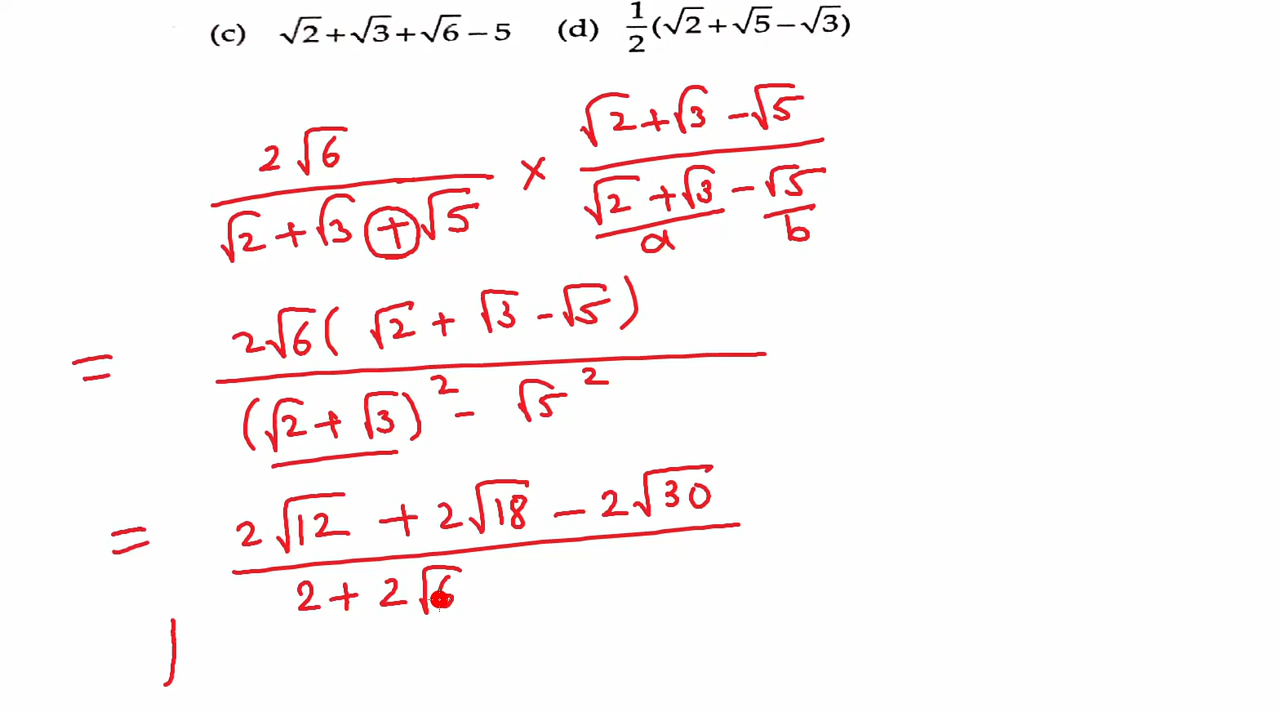 (c) √2+√3+√6−5 (d) 1/2(√2+√5−√3)
2√6/(√2+√3+√5) × (√2+√3−√5)/(√2+√3−√5)
a b
= 2√6(√2+√3−√5)/((√2+√3)²−√5²)
= (2√12+2√18−2√30)/(2+2√6